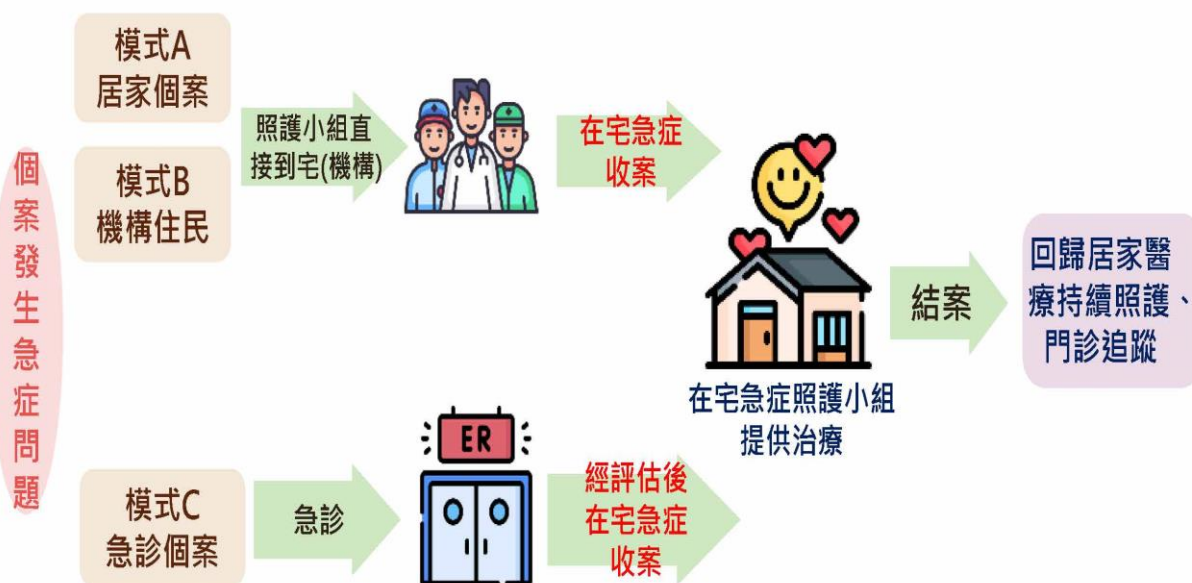 個案發生急症問題
模式A
居家個案
模式B
機構住民
照護小組直
接到宅(機構)
在宅急症
收案
模式C
急診個案
急診
ER
經評估後
在宅急症
收案
在宅急症照護小組
提供治療
結案
回歸居家醫
療持續照護、
門診追蹤